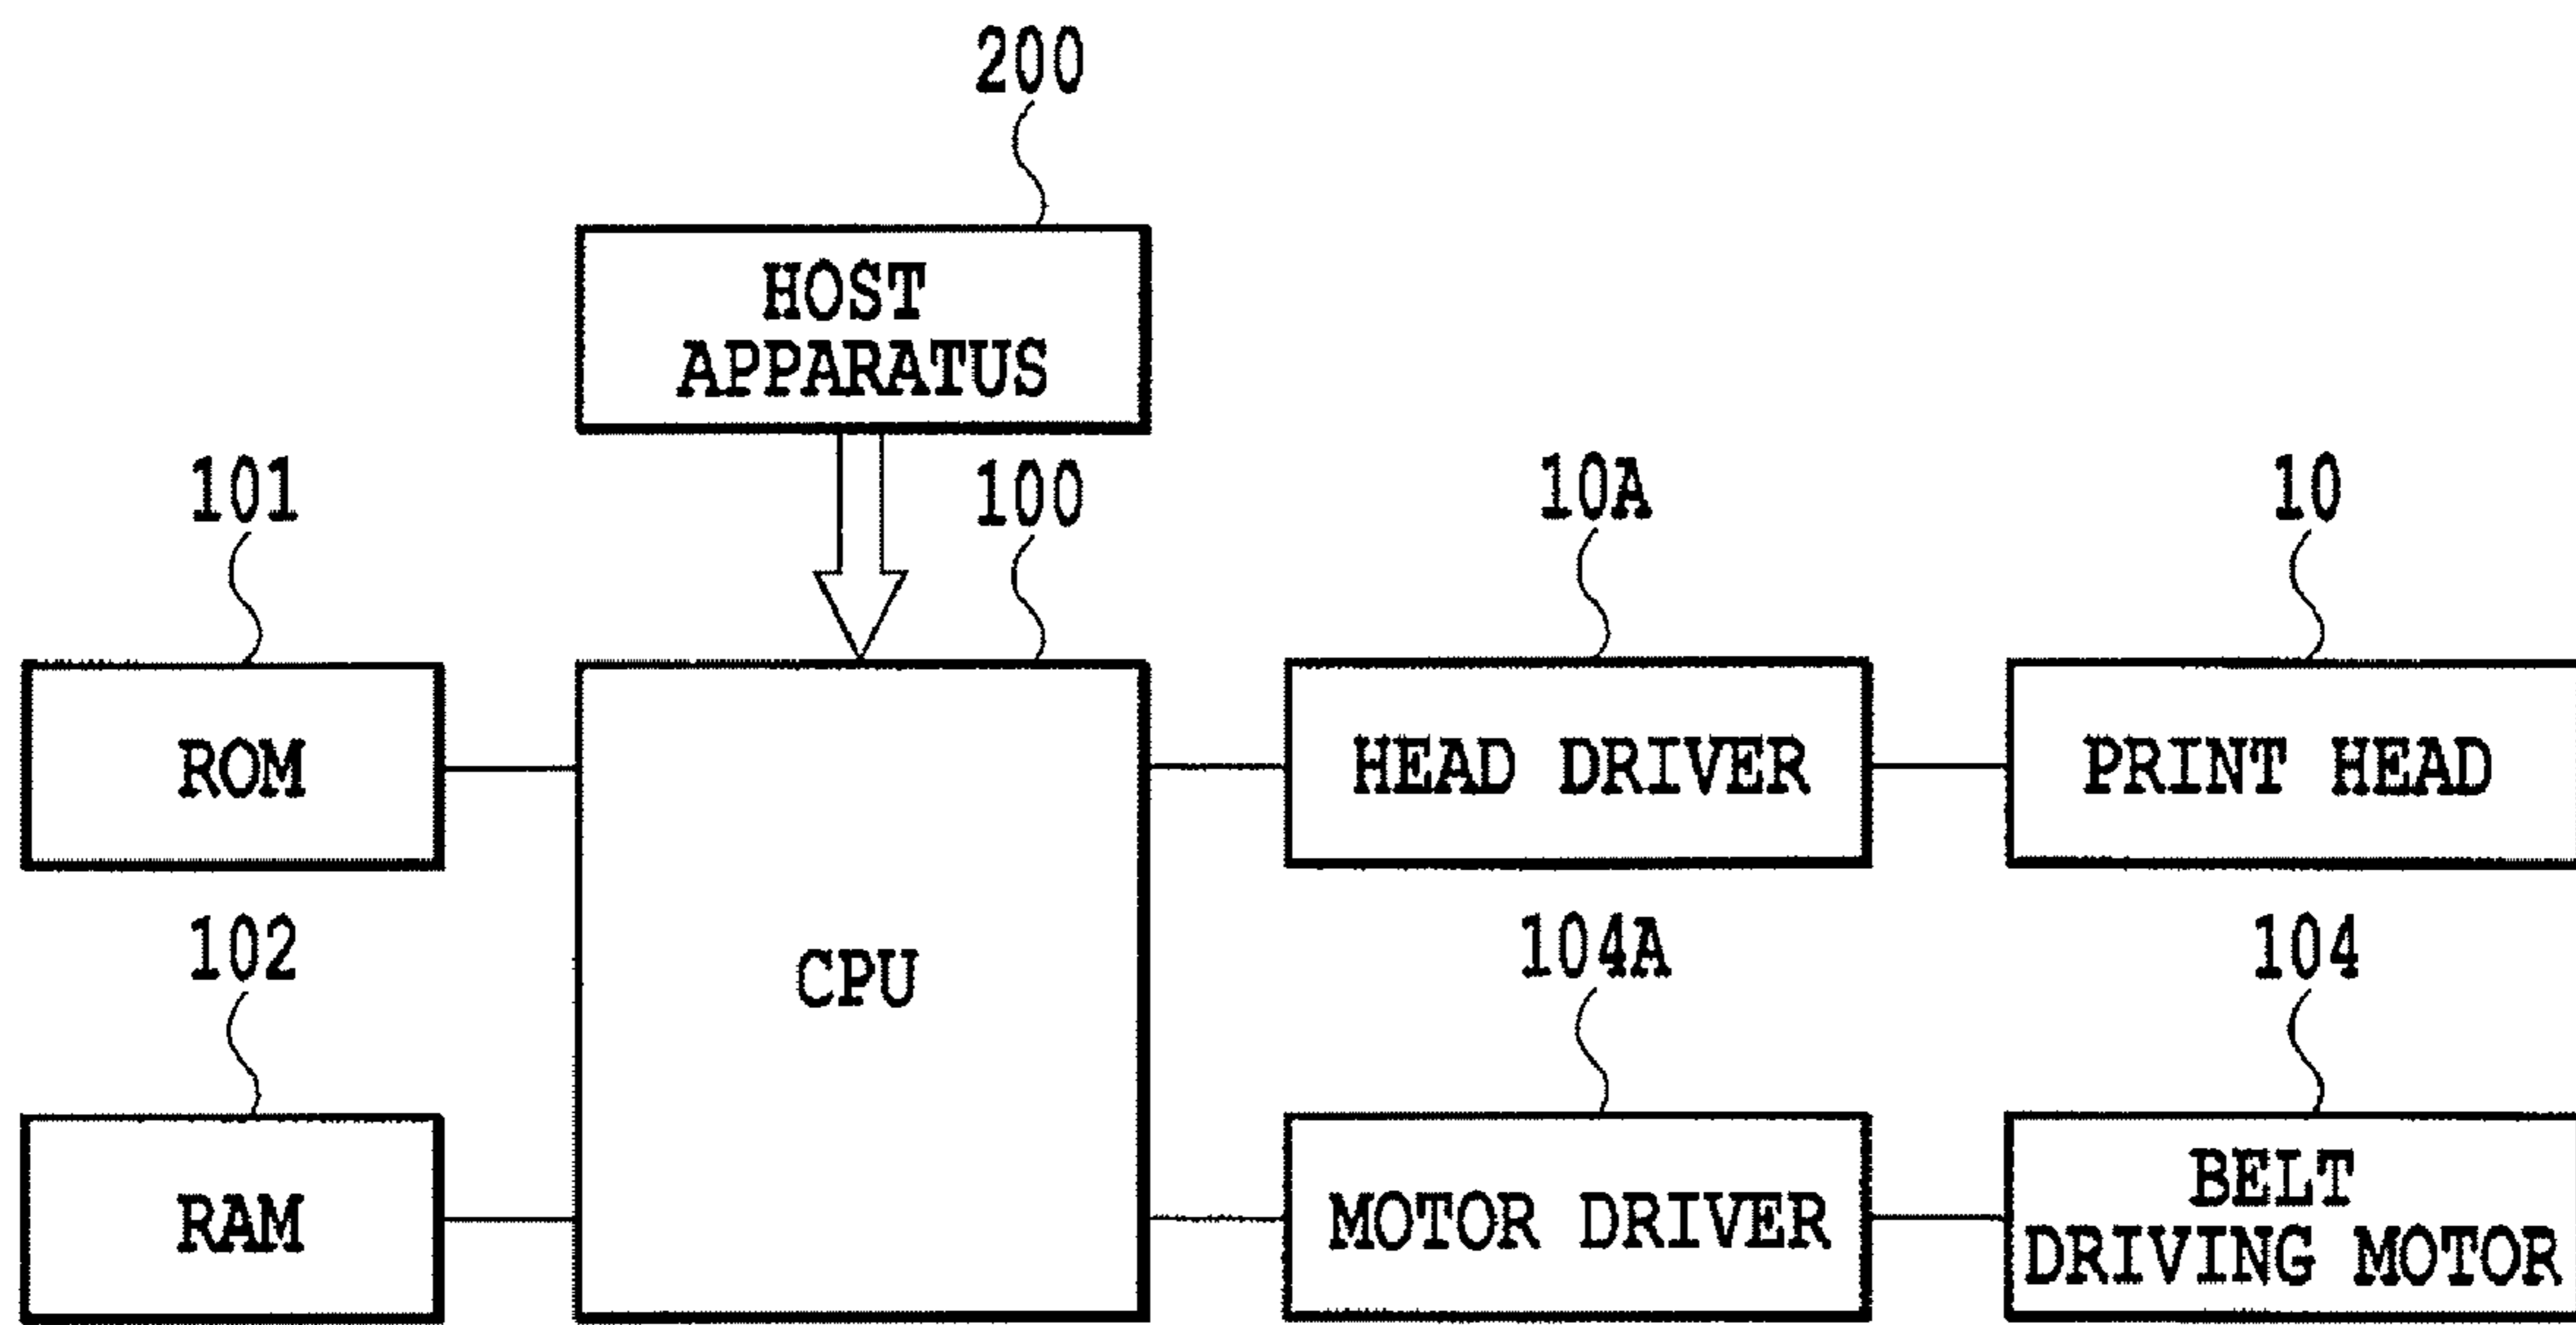 200
HOST
APPARATUS
101
100
10A
10
ROM
HEAD DRIVER
PRINT HEAD
CPU
102
104A
104
RAM
MOTOR DRIVER
BELT
DRIVING MOTOR